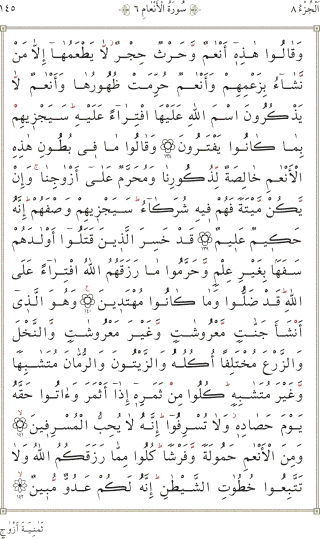 الجزء ٨ سورة الأنعام ٦ ١٤٥
وَقَالُوا۟ هَٰذِهِۦٓ أَنْعَٰمٌ وَحَرْثٌ حِجْرٌ لَّا يَطْعَمُهَآ إِلَّا مَن
نَّشَآءُ بِزَعْمِهِمْ وَأَنْعَٰمٌ حُرِّمَتْ ظُهُورُهَا وَأَنْعَٰمٌ لَّا
يَذْكُرُونَ ٱسْمَ ٱللَّهِ عَلَيْهَا ٱفْتِرَآءً عَلَيْهِ سَيَجْزِيهِم
بِمَا كَانُوا۟ يَفْتَرُونَ ١٣٨ وَقَالُوا۟ مَا فِى بُطُونِ هَٰذِهِ
ٱلْأَنْعَٰمِ خَالِصَةٌ لِّذُكُورِنَا وَمُحَرَّمٌ عَلَىٰٓ أَزْوَٰجِنَا وَإِن
يَكُن مَّيْتَةً فَهُمْ فِيهِ شُرَكَآءُ سَيَجْزِيهِمْ وَصْفَهُمْ إِنَّهُۥ
حَكِيمٌ عَلِيمٌ ١٣٩ قَدْ خَسِرَ ٱلَّذِينَ قَتَلُوٓا۟ أَوْلَٰدَهُمْ
سَفَهًۢا بِغَيْرِ عِلْمٍ وَحَرَّمُوا۟ مَا رَزَقَهُمُ ٱللَّهُ ٱفْتِرَآءً عَلَى
ٱللَّهِ قَدْ ضَلُّوا۟ وَمَا كَانُوا۟ مُهْتَدِينَ ١٤٠ وَهُوَ ٱلَّذِىٓ
أَنشَأَ جَنَّٰتٍ مَّعْرُوشَٰتٍ وَغَيْرَ مَعْرُوشَٰتٍ وَٱلنَّخْلَ
وَٱلزَّرْعَ مُخْتَلِفًا أُكُلُهُۥ وَٱلزَّيْتُونَ وَٱلرُّمَّانَ مُتَشَٰبِهًا
وَغَيْرَ مُتَشَٰبِهٍ كُلُوا۟ مِن ثَمَرِهِۦٓ إِذَآ أَثْمَرَ وَءَاتُوا۟ حَقَّهُۥ
يَوْمَ حَصَادِهِۦ وَلَا تُسْرِفُوٓا۟ إِنَّهُۥ لَا يُحِبُّ ٱلْمُسْرِفِينَ ١٤١
وَمِنَ ٱلْأَنْعَٰمِ حَمُولَةً وَفَرْشًا كُلُوا۟ مِمَّا رَزَقَكُمُ ٱللَّهُ وَلَا
تَتَّبِعُوا۟ خُطُوَٰتِ ٱلشَّيْطَٰنِ إِنَّهُۥ لَكُمْ عَدُوٌّ مُّبِينٌ ١٤٢
ثَمَٰنِيَةَ أَزْوَٰجٍ